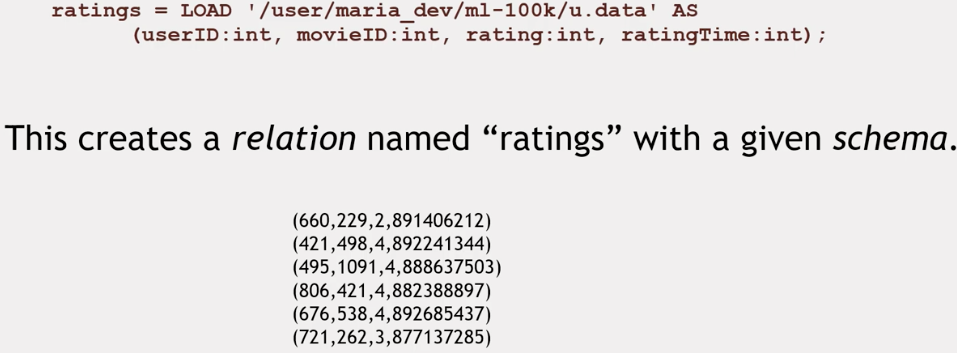 ratings = LOAD '/user/maria_dev/ml-100k/u.data' AS
(userID:int, movieID:int, rating:int, ratingTime:int);
This creates a relation named “ratings” with a given schema.
(660,229,2,891406212)
(421,498,4,892241344)
(495,1091,4,888637503)
(806,421,4,882388897)
(676,538,4,892685437)
(721,262,3,877137285)